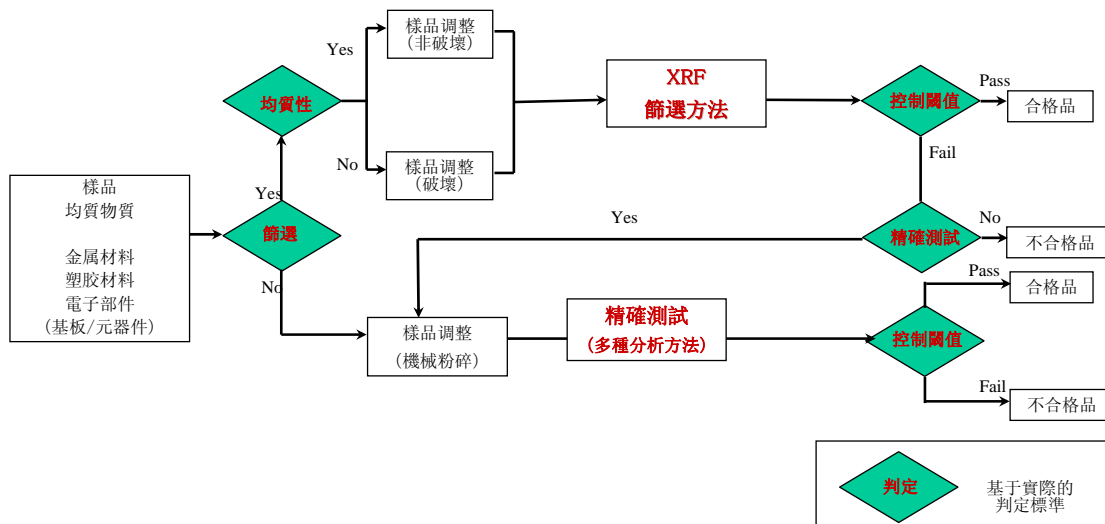 樣品调整
(非破壞)
Yes
均質性
XRF
篩選方法
控制閾值
Pass
合格品
No
樣品调整
(破壞)
Fail
樣品
均质物質
金属材料
塑胶材料
電子部件
(基板/元器件)
Yes
篩選
No
Yes
精確測試
No
不合格品
樣品调整
(機械粉碎)
精確測試
(多種分析方法)
控制閾值
Pass
合格品
Fail
不合格品
判定
基于實際的
判定標準